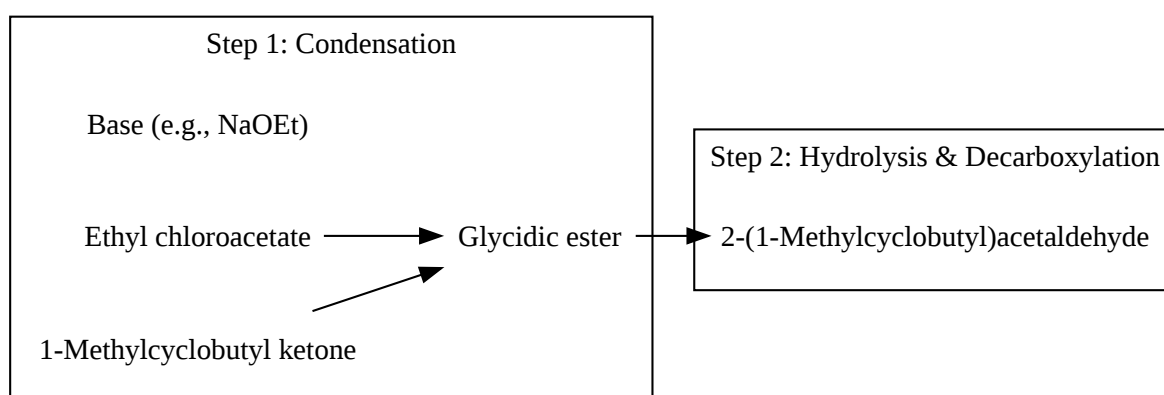 Step 1: Condensation
Base (e.g., NaOEt)
Ethyl chloroacetate
Glycidic ester
1-Methylcyclobutyl ketone
Step 2: Hydrolysis & Decarboxylation
2-(1-Methylcyclobutyl)acetaldehyde